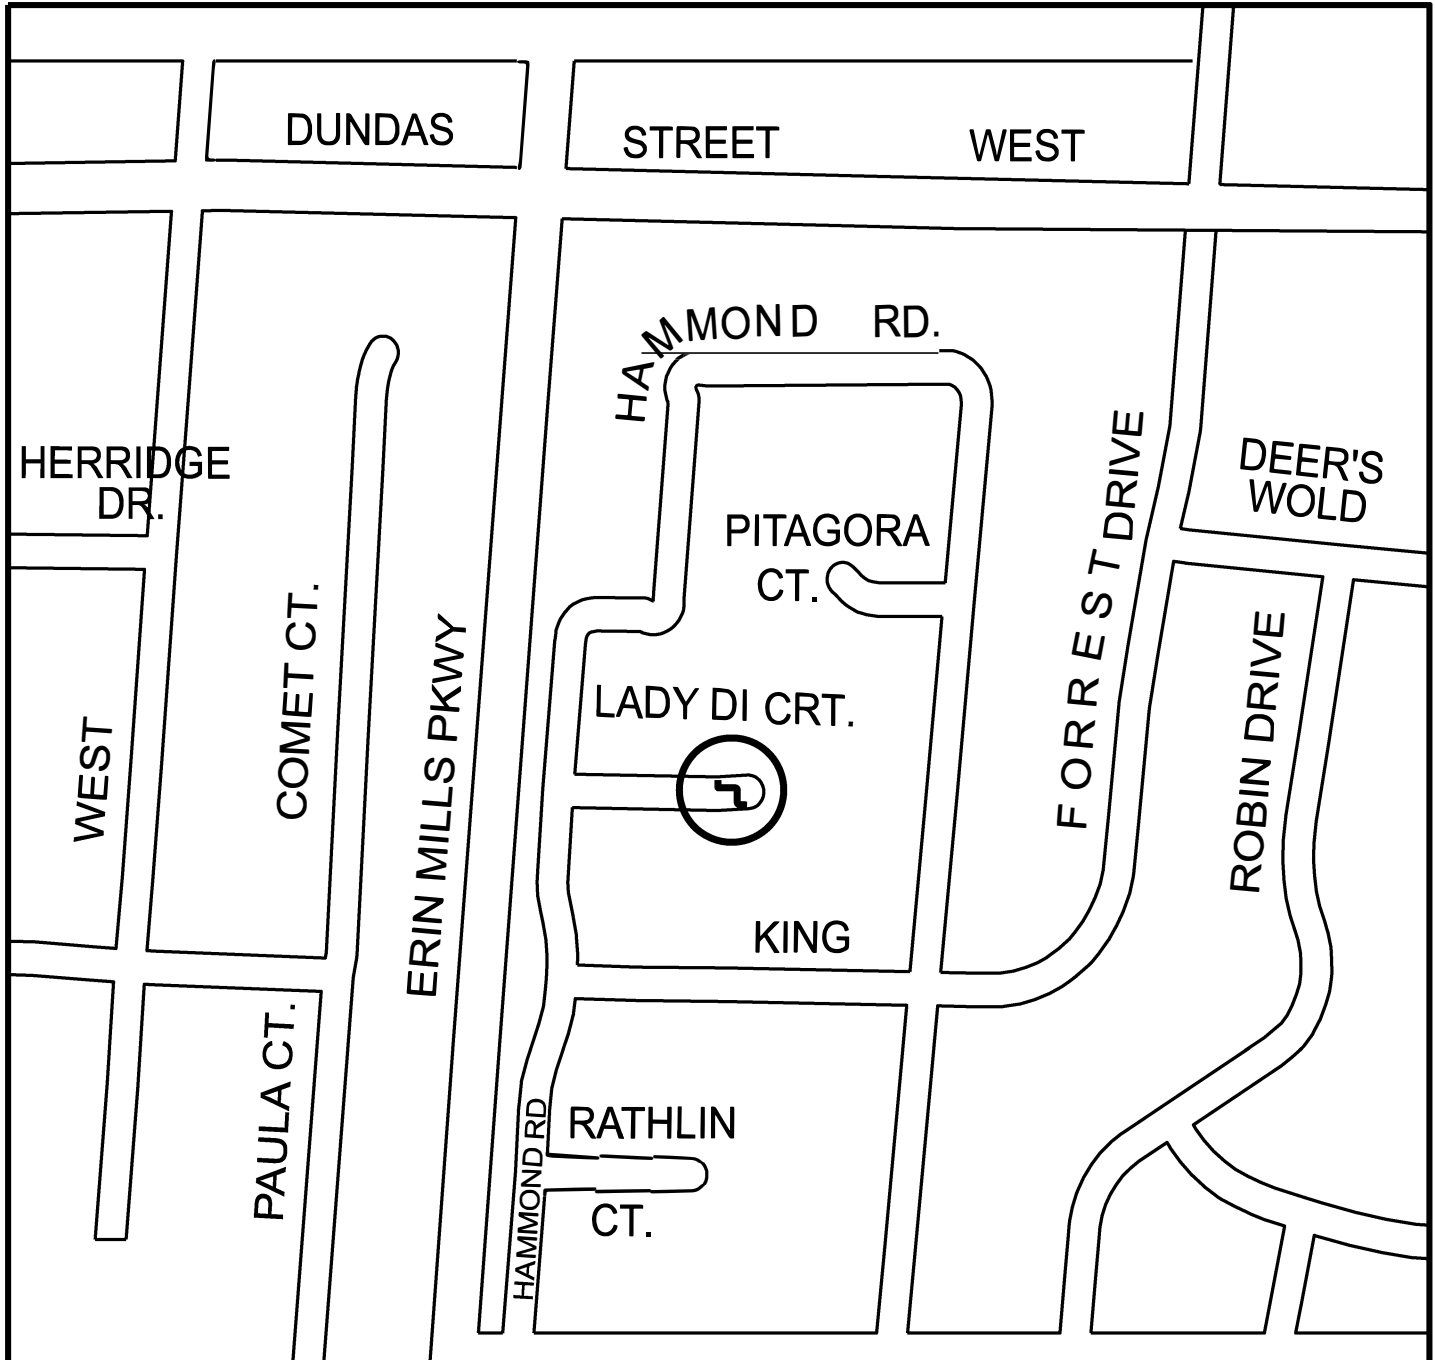 DUNDAS STREET WEST
HAMMOND RD.
HERRIDGE
DR.
DEER'S
WOLD
PITAGORA
CT.
FORREST DRIVE
COMET CT.
ERIN MILLS PKWY
ROBIN DRIVE
LADY DI CRT.
WEST
KING
PAULA CT.
HAMMOND RD
RATHLIN
CT.